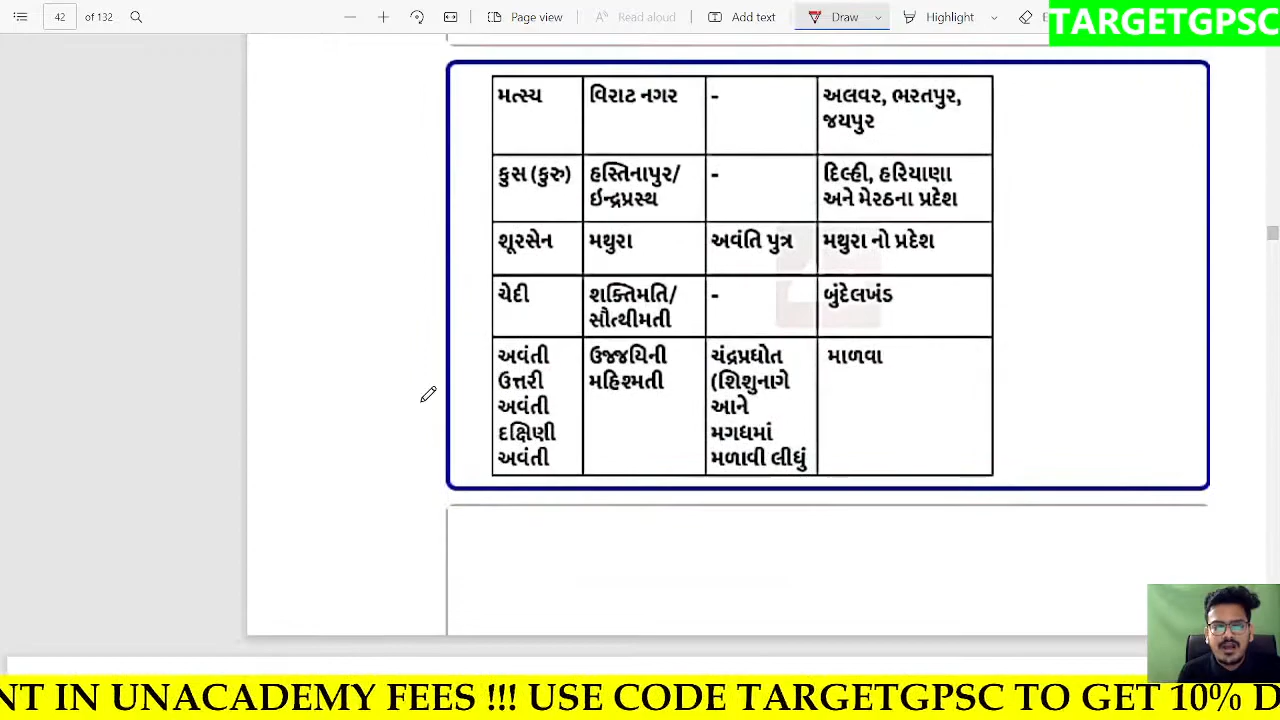 42 of 132 Page view Read aloud Add text Draw Highlight
TARGETGPSC
મત્સ્ય વિરાટ નગર - અલવર, ભરતપુર,
જયપુર
કુસ (કુરુ) હસ્તિનાપુર/ - દિલ્હી, હરિયાણા
ઇન્દ્રપ્રસ્થ અને મેરઠના પ્રદેશ
શૂરસેન મથુરા અવંતિ પુત્ર મથુરા નો પ્રદેશ
ચેદી શક્તિમતિ/ - બુંદેલખંડ
સૌત્થીમતી
અવંતી ઉજ્જયિની ચંદ્રપ્રધોત માળવા
ઉત્તરી મહિશ્મતી (શિશુનાગે
અવંતી આને
દક્ષિણી મગધમાં
અવંતી મળાવી લીધું
NT IN UNACADEMY FEES !!! USE CODE TARGETGPSC TO GET 10% D